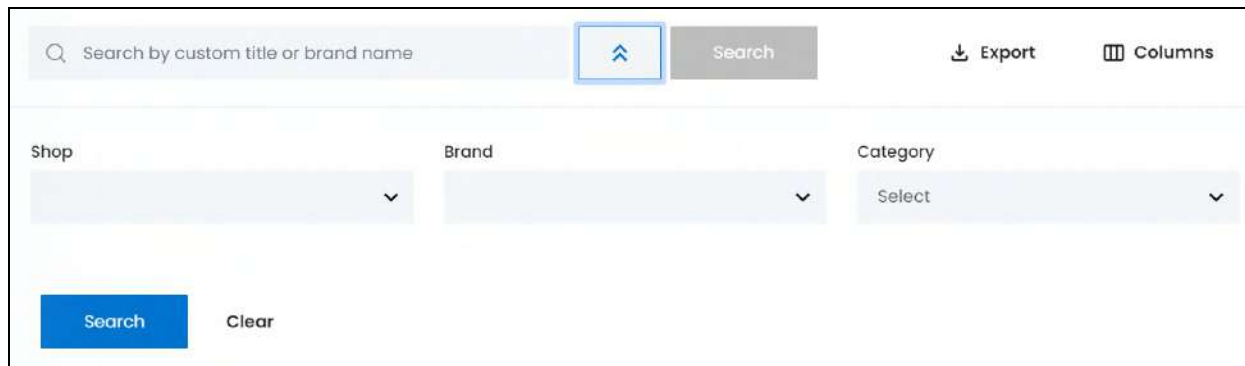 Search by custom title or brand name Search Export Columns
Shop Brand Category
Select
Search Clear